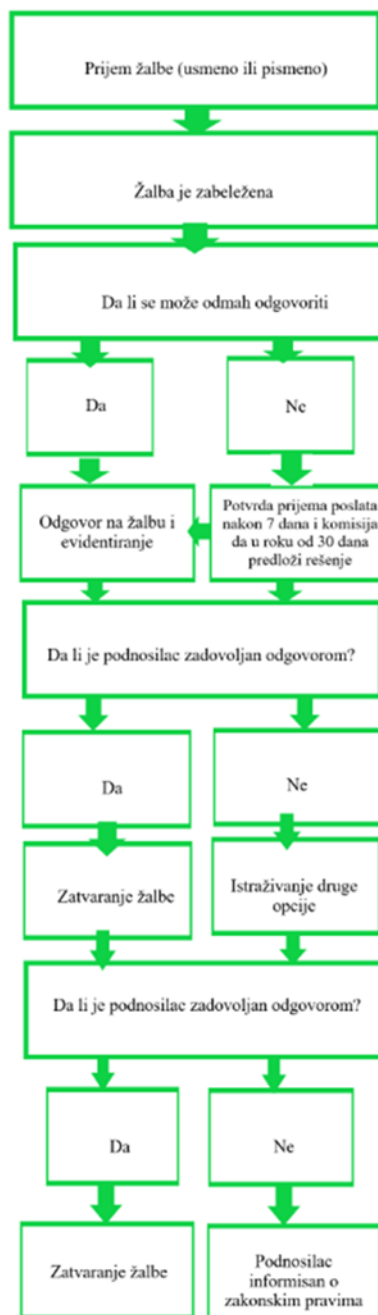 Prijem žalbe (usmeno ili pismeno)
Žalba je zabeležena
Da li se može odmah odgovoriti
Da
Ne
Odgovor na žalbu i
evidentiranje
Potvrda prijema poslata
nakon 7 dana i komisija
da u roku od 30 dana
predloži rešenje
Da li je podnosilac zadovoljan odgovorom?
Da
Ne
Zatvaranje žalbe
Istraživanje druge
opcije
Da li je podnosilac zadovoljan odgovorom?
Da
Ne
Zatvaranje žalbe
Podnosilac
informisan o
zakonskim pravima